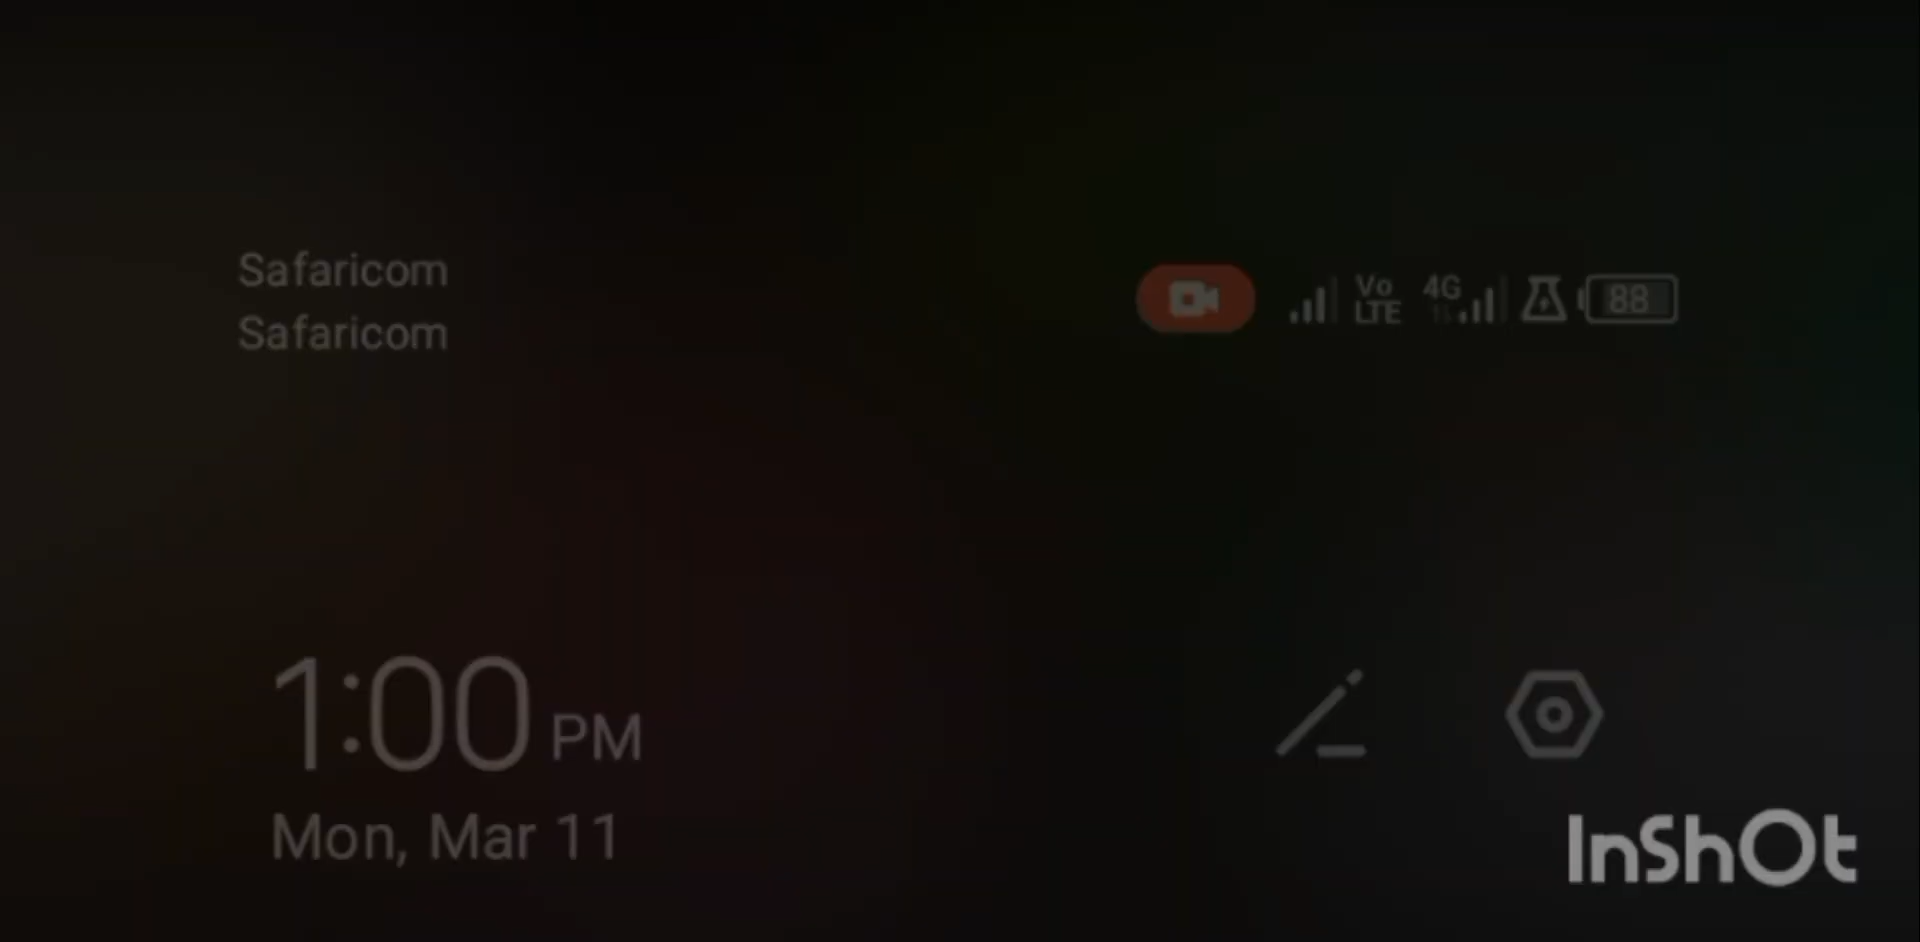 Safaricom
Safaricom
Vo
LTE
4G
88
1:00 PM
Mon, Mar 11
InShOt